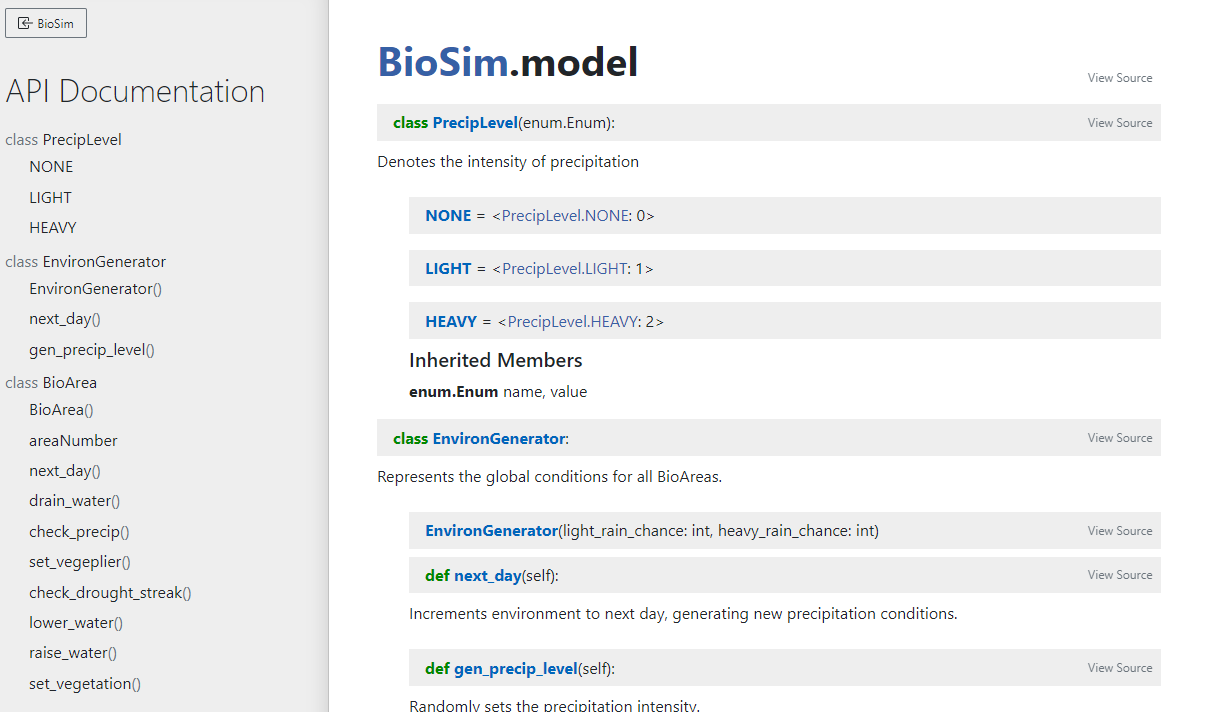 BioSim
API Documentation
class PrecipLevel
NONE
LIGHT
HEAVY
class EnvironGenerator
EnvironGenerator()
next_day()
gen_precip_level()
class BioArea
BioArea()
areaNumber
next_day()
drain_water()
check_precip()
set_vegeplier()
check_drought_streak()
lower_water()
raise_water()
set_vegetation()
BioSim.model
View Source
class PrecipLevel(enum.Enum):
View Source
Denotes the intensity of precipitation
NONE = <PrecipLevel.NONE: 0>
LIGHT = <PrecipLevel.LIGHT: 1>
HEAVY = <PrecipLevel.HEAVY: 2>
Inherited Members
enum.Enum name, value
class EnvironGenerator:
View Source
Represents the global conditions for all BioAreas.
EnvironGenerator(light_rain_chance: int, heavy_rain_chance: int)
View Source
def next_day(self):
View Source
Increments environment to next day, generating new precipitation conditions.
def gen_precip_level(self):
View Source
Randomly sets the precipitation intensity.